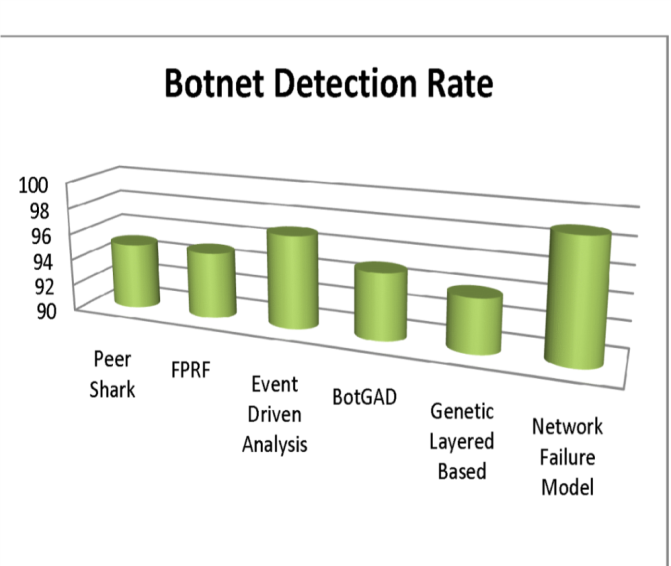 Botnet Detection Rate
100
98
96
94
92
90
Peer
Shark
FPRF
Event
Driven
Analysis
BotGAD
Genetic
Layered
Based
Network
Failure
Model